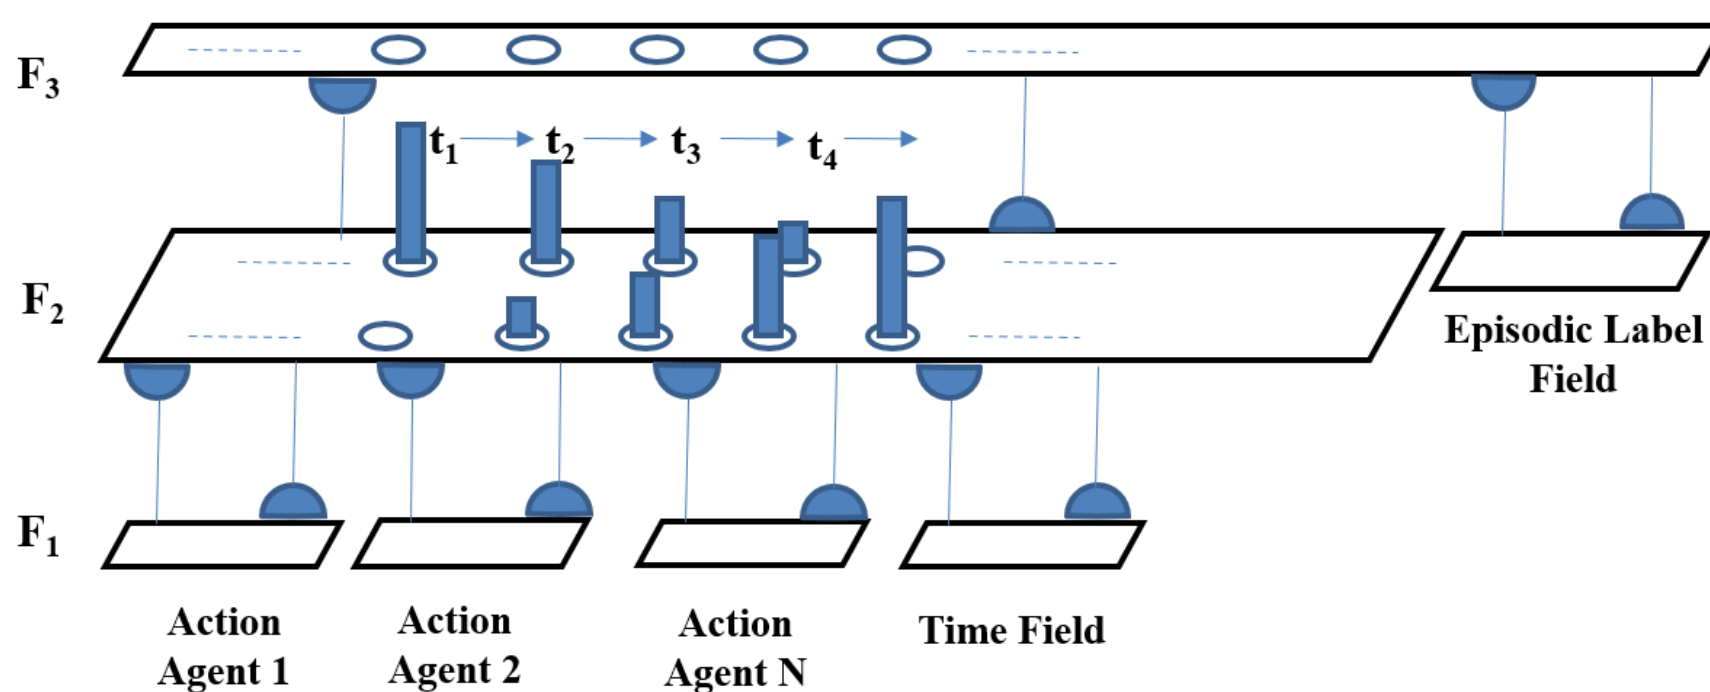 F₃
t₁ t₂ t₃ t₄
F₂
Episodic Label
Field
F₁
Action
Agent 1
Action
Agent 2
Action
Agent N
Time Field